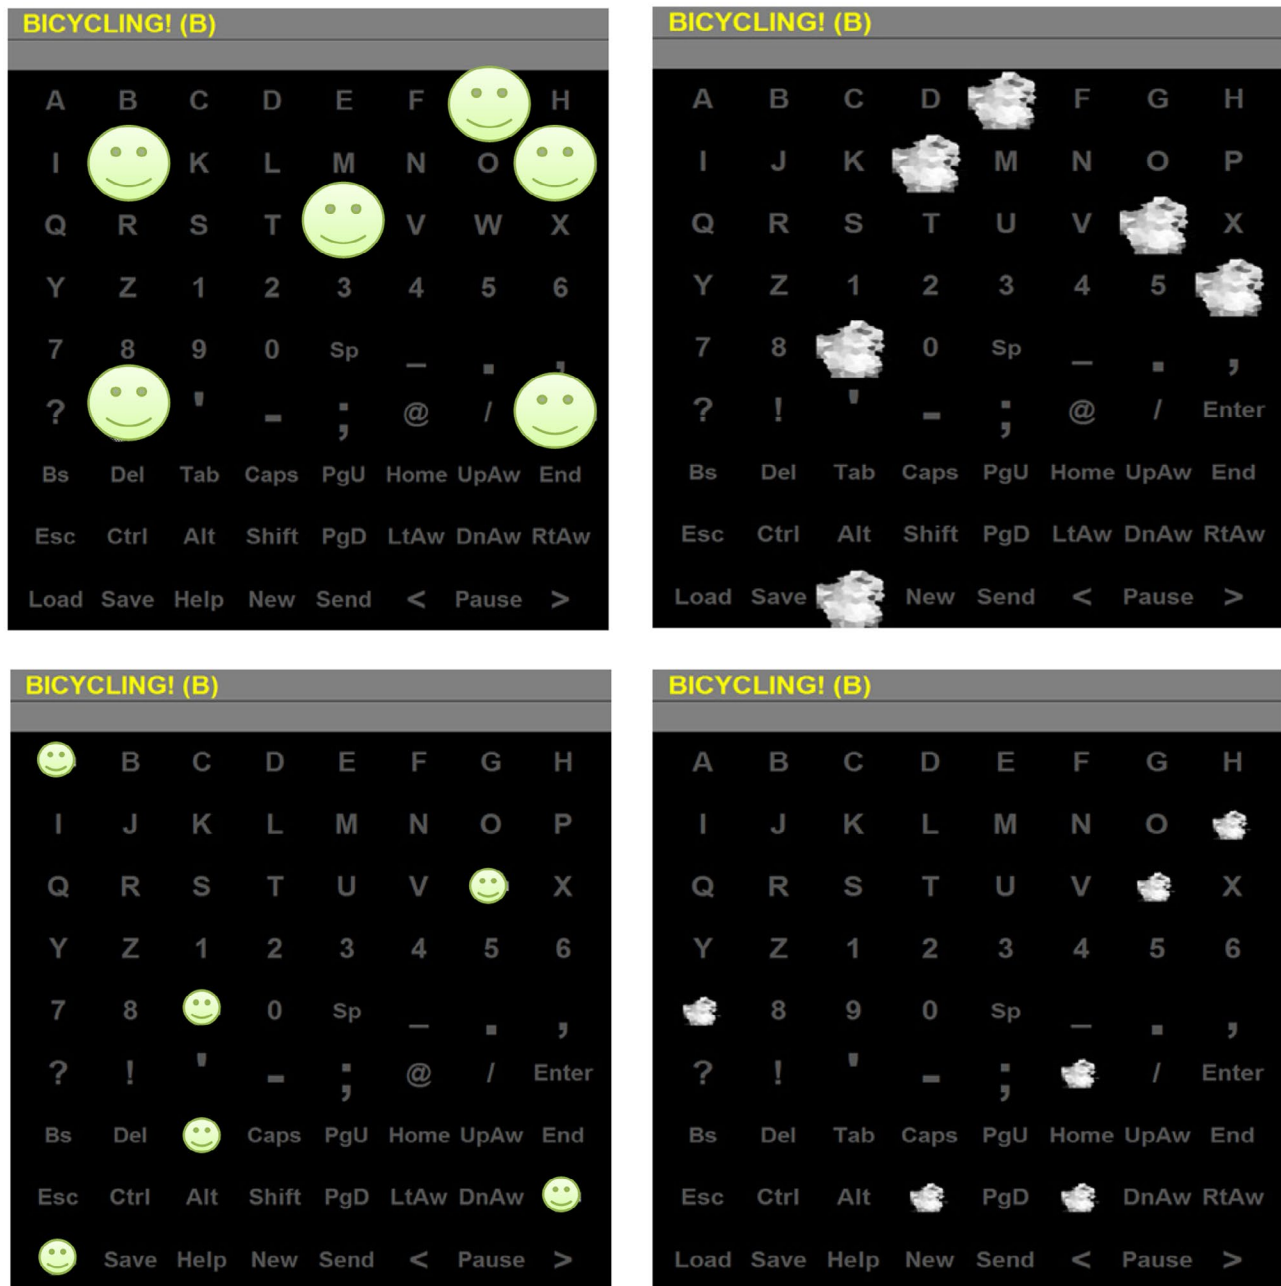 BICYCLING! (B)
A B C D E F H
I K L M N O
Q R S T V W X
Y Z 1 2 3 4 5 6
7 8 9 0 Sp _ . ,
? ' - ; @ /
Bs Del Tab Caps PgU Home UpAw End
Esc Ctrl Alt Shift PgD LtAw DnAw RtAw
Load Save Help New Send < Pause >
BICYCLING! (B)
A B C D F G H
I J K M N O P
Q R S T U V X
Y Z 1 2 3 4 5
7 8 0 Sp _ . ,
? ! ' - ; @ / Enter
Bs Del Tab Caps PgU Home UpAw End
Esc Ctrl Alt Shift PgD LtAw DnAw RtAw
Load Save New Send < Pause >
BICYCLING! (B)
B C D E F G H
I J K L M N O P
Q R S T U V X
Y Z 1 2 3 4 5 6
7 8 0 Sp _ . ,
? ! ' - ; @ / Enter
Bs Del Caps PgU Home UpAw End
Esc Ctrl Alt Shift PgD LtAw DnAw
Save Help New Send < Pause >
BICYCLING! (B)
A B C D E F G H
I J K L M N O
Q R S T U V X
Y Z 1 2 3 4 5 6
8 9 0 Sp _ . ,
? ! ' - ; / Enter
Bs Del Tab Caps PgU Home UpAw End
Esc Ctrl Alt PgD DnAw RtAw
Load Save Help New Send < Pause >